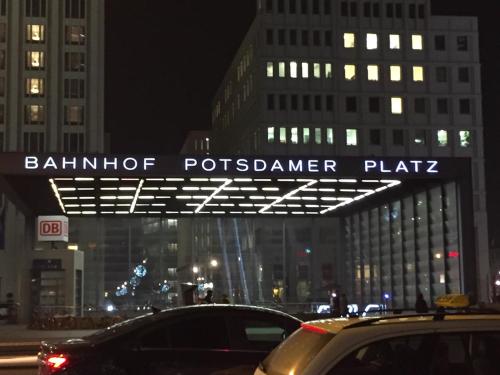 BAHNHOF POTSDAMER PLATZ
DB